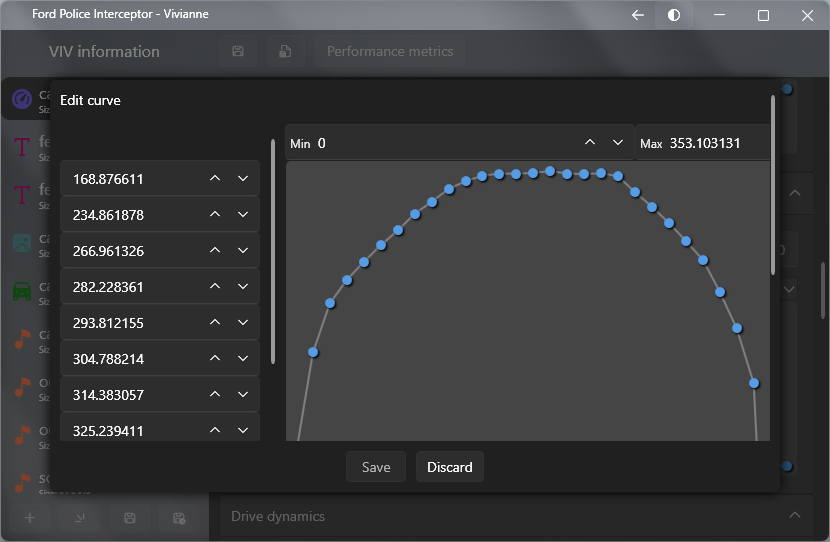 Ford Police Interceptor - Vivianne
VIV information
Performance metrics
Edit curve
Min 0
Max 353.103131
168.876611
234.861878
266.961326
282.228361
293.812155
304.788214
314.383057
325.239411
Save
Discard
Drive dynamics